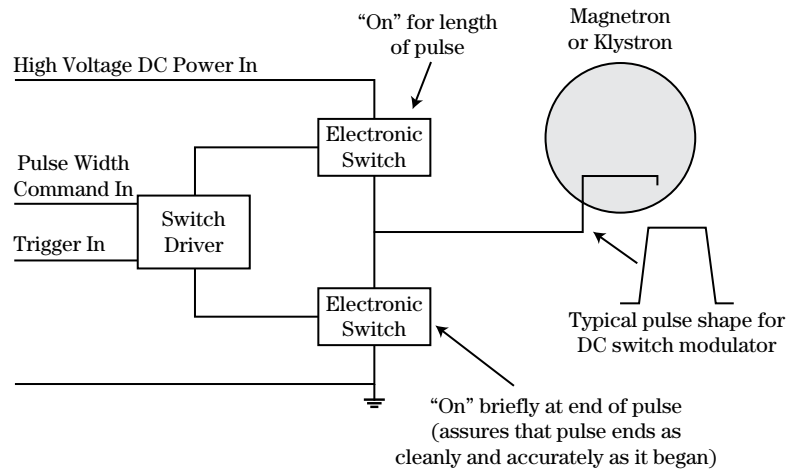 “On” for length
of pulse
Magnetron
or Klystron
High Voltage DC Power In
Electronic
Switch
Pulse Width
Command In
Switch
Driver
Trigger In
Electronic
Switch
Typical pulse shape for
DC switch modulator
“On” briefly at end of pulse
(assures that pulse ends as
cleanly and accurately as it began)